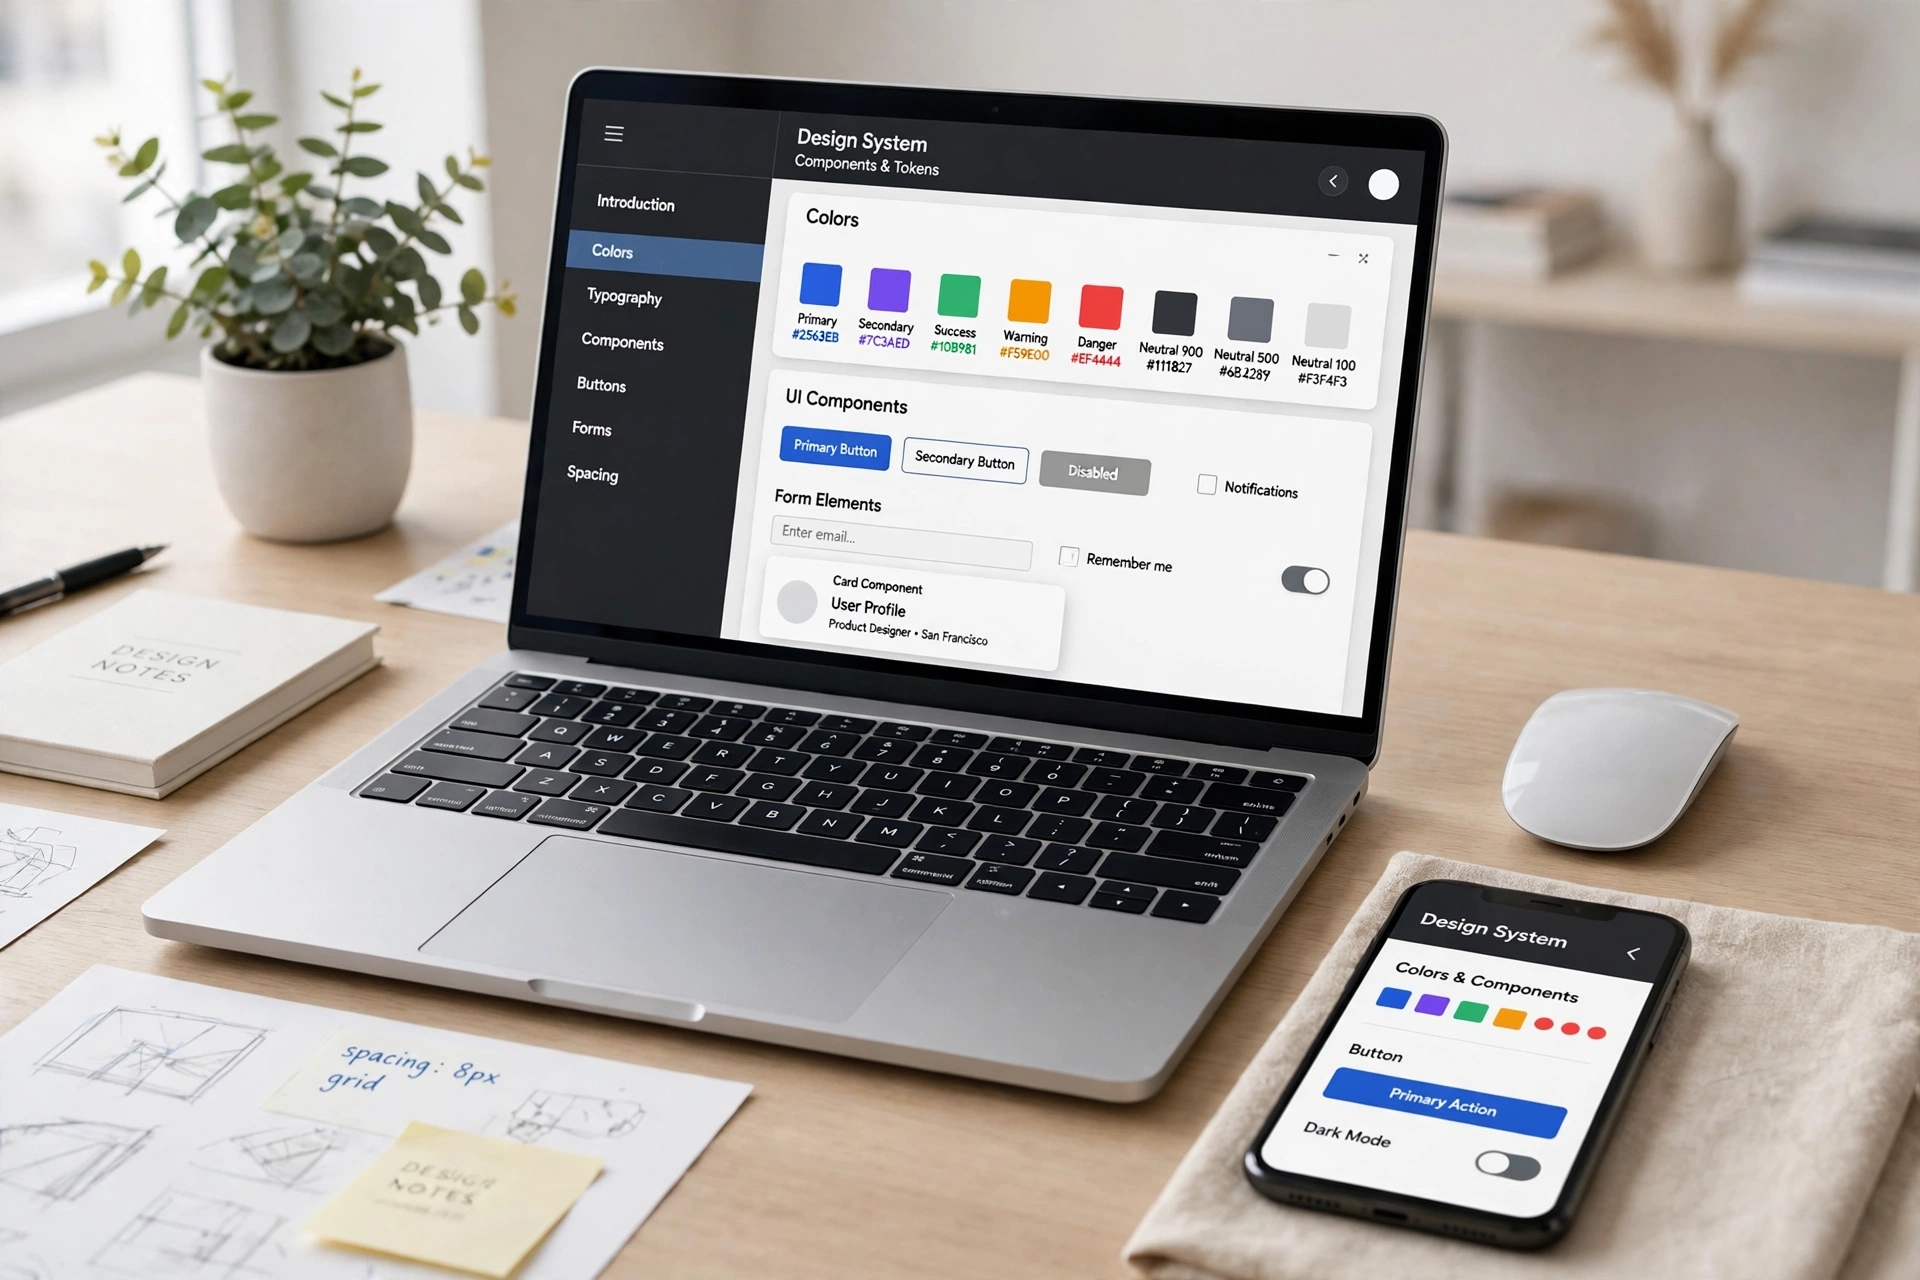 Design System
Components & Tokens
Introduction
Colors
Typography
Components
Buttons
Forms
Spacing
Colors
Primary
#2563EB
Secondary
#7C3AED
Success
#10B981
Warning
#F59E00
Danger
#EF4444
Neutral 900
#111827
Neutral 500
#6B2289
Neutral 100
#F3F4F3
UI Components
Primary Button
Secondary Button
Disabled
Notifications
Form Elements
Enter email...
Remember me
Card Component
User Profile
Product Designer • San Francisco
DESIGN
NOTES
Q W E R T Y U I O P
A S D F G H J K L
Z X C V B N M
spacing: 8px
grid
DESIGN
NOTES
Design System
Colors & Components
Button
Primary Action
Dark Mode